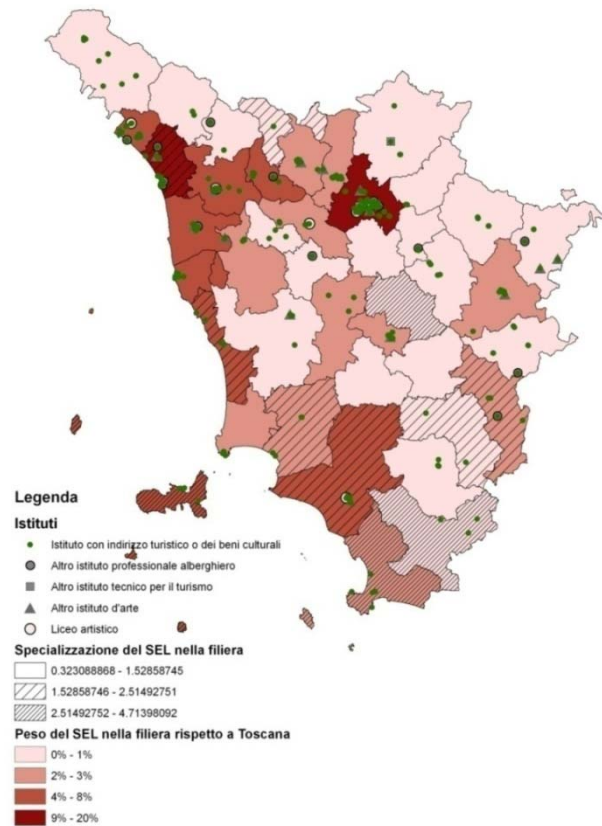 Legenda
Istituti
Istituto con indirizzo turistico o dei beni culturali
Altro istituto professionale alberghiero
Altro istituto tecnico per il turismo
Altro istituto d'arte
Liceo artistico
Specializzazione del SEL nella filiera
0.323088868 - 1.52858745
1.52858746 - 2.51492751
2.51492752 - 4.71398092
Peso del SEL nella filiera rispetto a Toscana
0% - 1%
2% - 3%
4% - 8%
9% - 20%